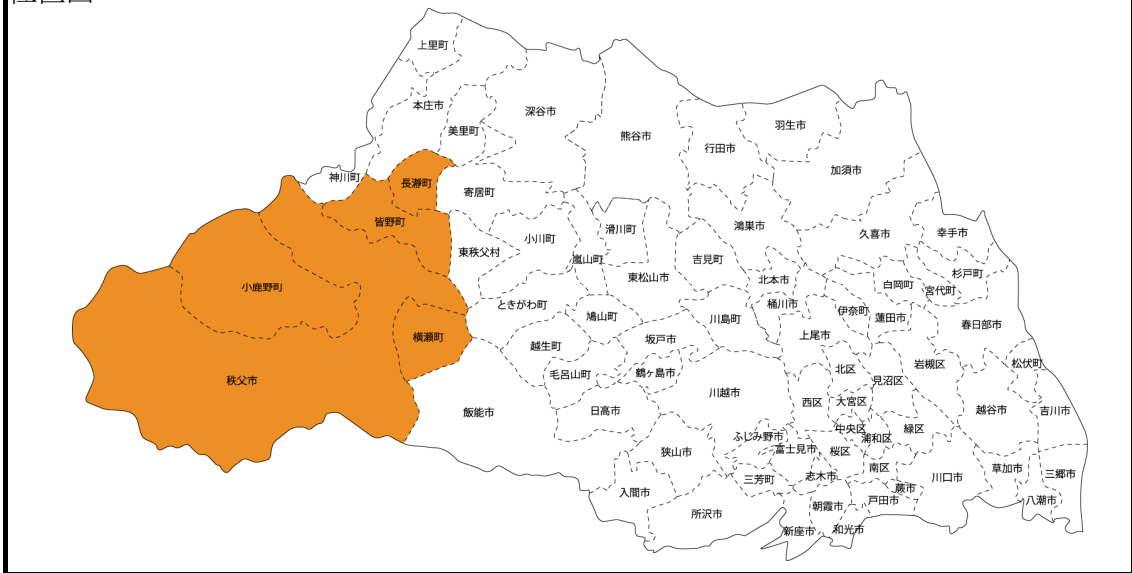 上里町
本庄市
美里町
深谷市
熊谷市
行田市
羽生市
加須市
神川町
長瀞町
寄居町
皆野町
東秩父村
小川町
嵐山町
滑川町
東松山市
吉見町
鴻巣市
北本市
桶川市
久喜市
幸手市
杉戸町
宮代町
白岡町
伊奈町
蓮田市
春日部市
小鹿野町
横瀬町
秩父市
ときがわ町
鳩山町
越生町
毛呂山町
坂戸市
鶴ヶ島市
川島町
上尾市
北区
見沼区
岩槻区
松伏町
飯能市
日高市
川越市
西区
大宮区
中央区
浦和区
緑区
越谷市
吉川市
ふじみ野市
富士見市
桜区
南区
狭山市
三芳町
志木市
蕨市
川口市
草加市
三郷市
入間市
所沢市
朝霞市
戸田市
八潮市
新座市
和光市